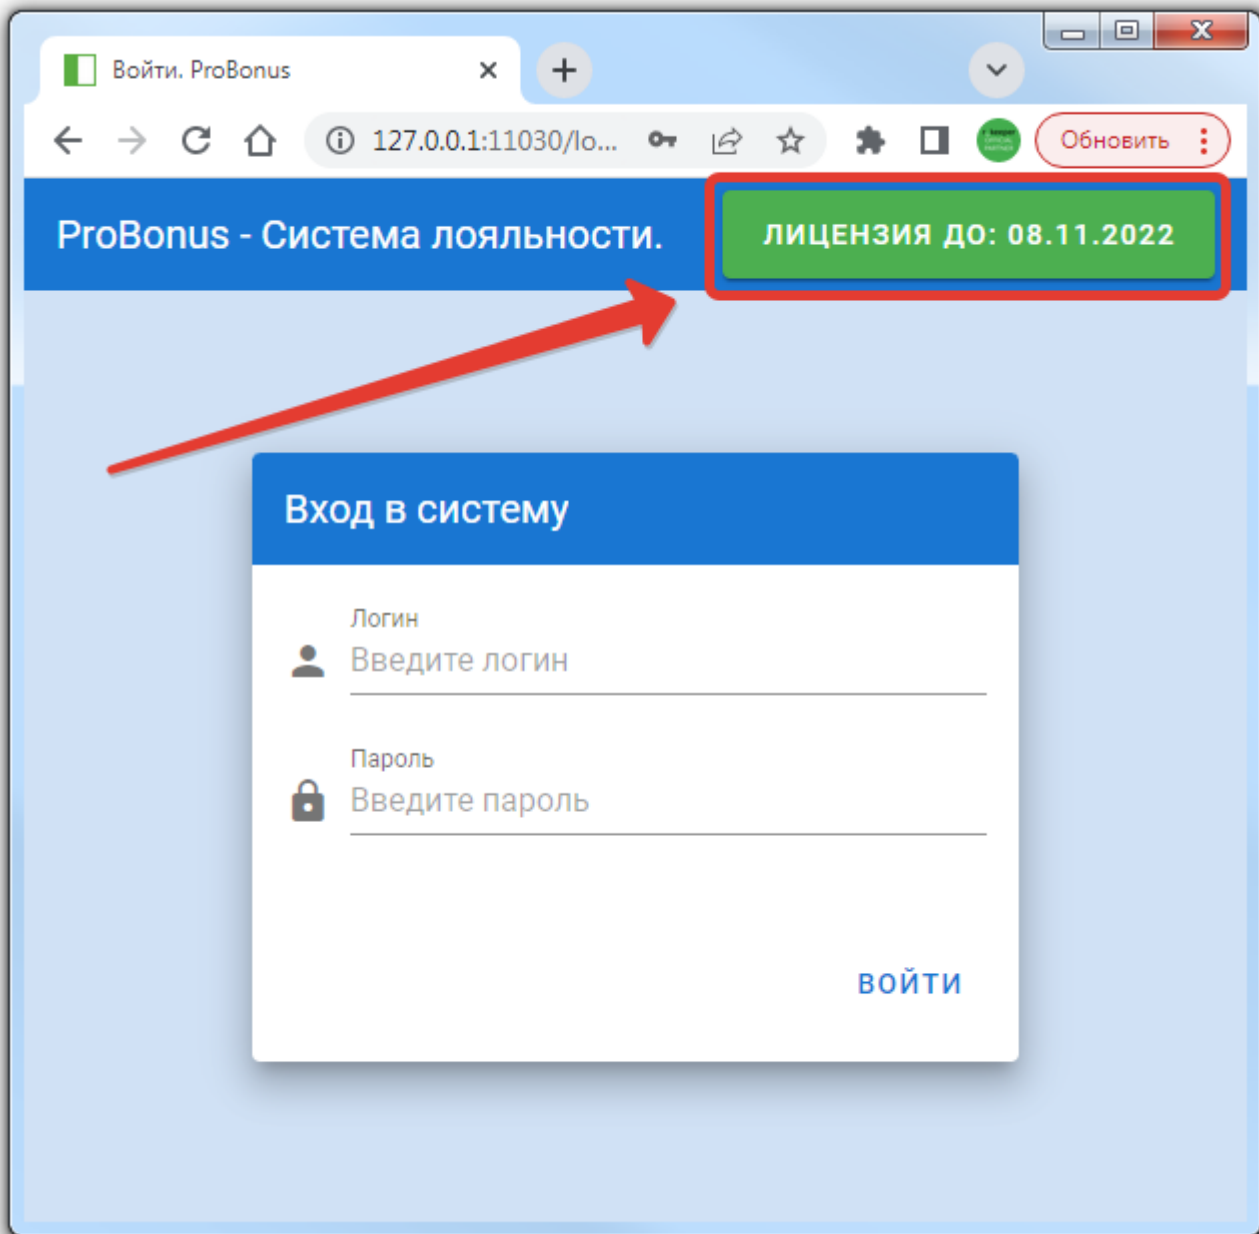 Войти. ProBonus
127.0.0.1:11030/lo...
Обновить
ProBonus - Система лояльности.
ЛИЦЕНЗИЯ ДО: 08.11.2022
Вход в систему
Логин
Введите логин
Пароль
Введите пароль
ВОЙТИ